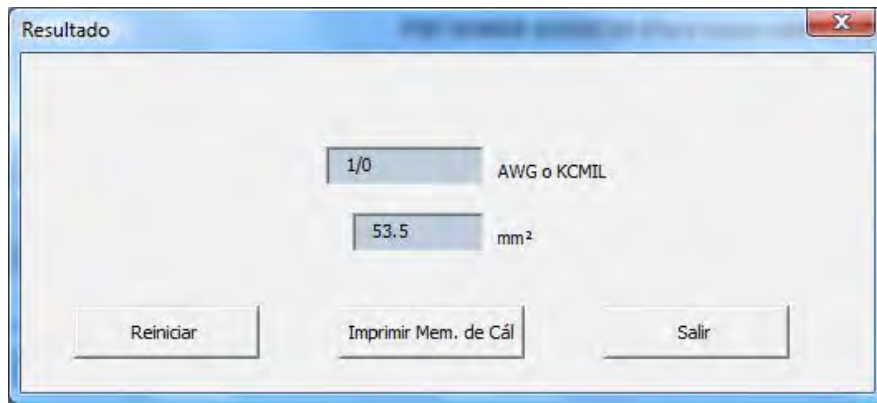 Resultado
1/0 AWG o KCMIL
53.5 mm²
Reiniciar Imprimir Mem. de Cál Salir